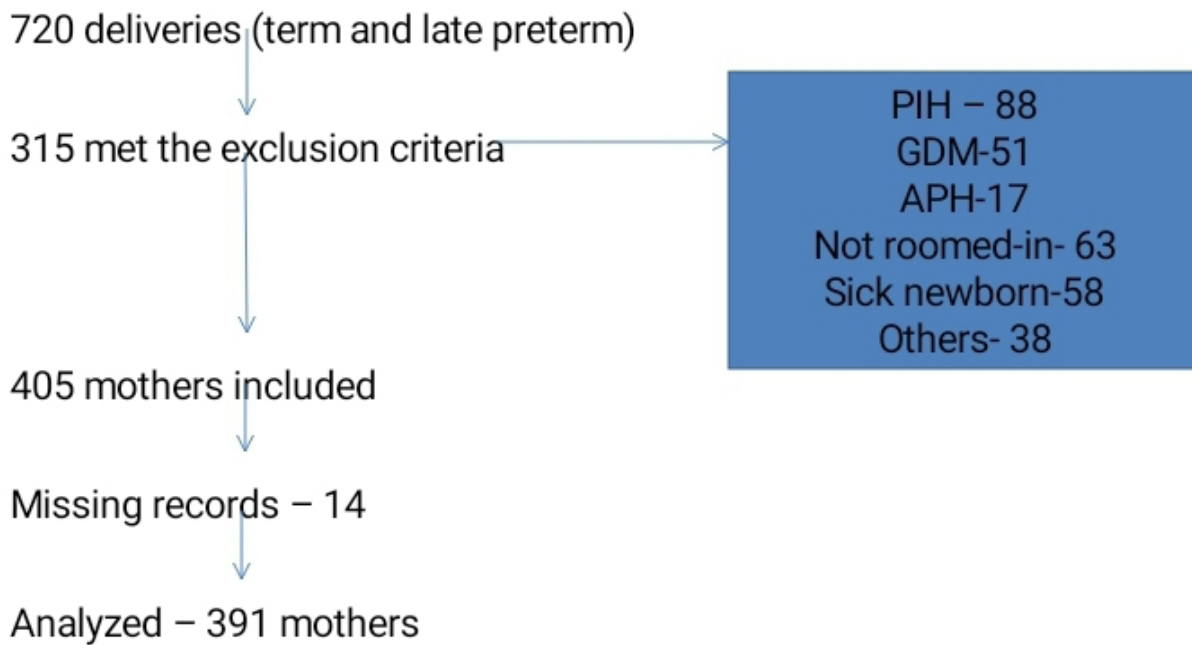 720 deliveries (term and late preterm)
315 met the exclusion criteria
PIH – 88
GDM-51
APH-17
Not roomed-in- 63
Sick newborn-58
Others- 38
405 mothers included
Missing records – 14
Analyzed – 391 mothers